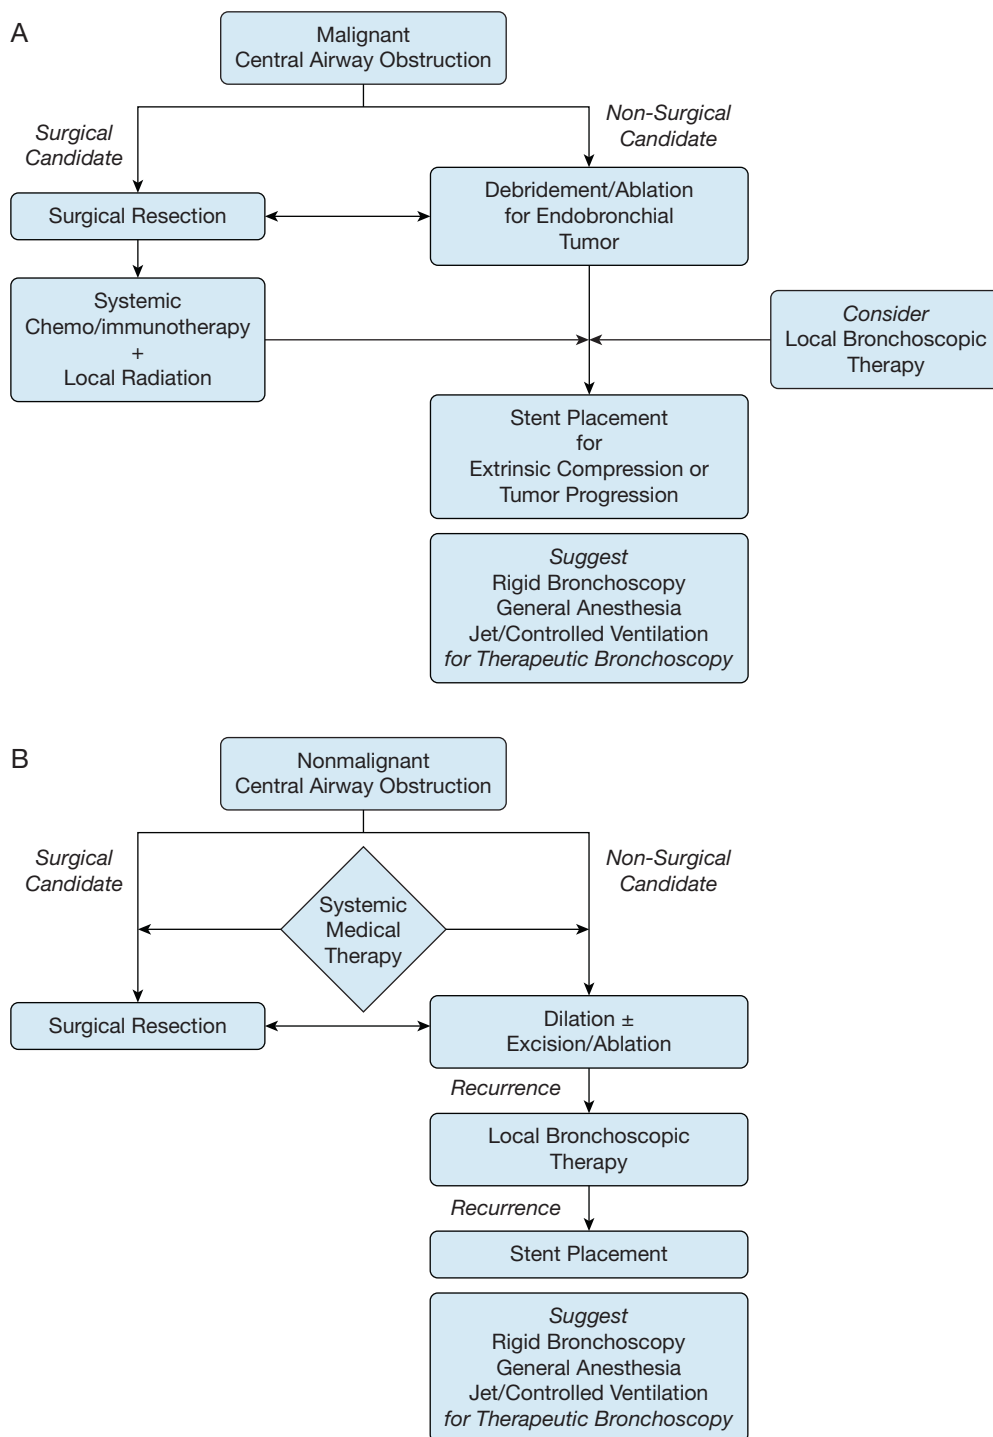 A
Malignant
Central Airway Obstruction
Surgical
Candidate
Non-Surgical
Candidate
Surgical Resection
Debridement/Ablation
for Endobronchial
Tumor
Systemic
Chemo/immunotherapy
+
Local Radiation
Consider
Local Bronchoscopic
Therapy
Stent Placement
for
Extrinsic Compression or
Tumor Progression
Suggest
Rigid Bronchoscopy
General Anesthesia
Jet/Controlled Ventilation
for Therapeutic Bronchoscopy
B
Nonmalignant
Central Airway Obstruction
Surgical
Candidate
Non-Surgical
Candidate
Systemic
Medical
Therapy
Surgical Resection
Dilation ±
Excision/Ablation
Recurrence
Local Bronchoscopic
Therapy
Recurrence
Stent Placement
Suggest
Rigid Bronchoscopy
General Anesthesia
Jet/Controlled Ventilation
for Therapeutic Bronchoscopy